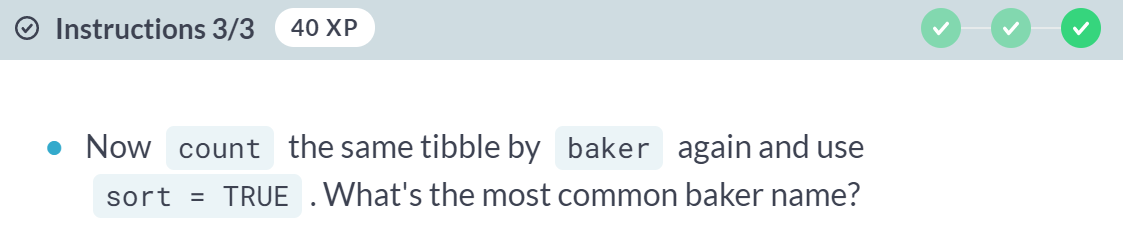 Instructions 3/3 40 XP
Now count the same tibble by baker again and use
sort = TRUE . What's the most common baker name?